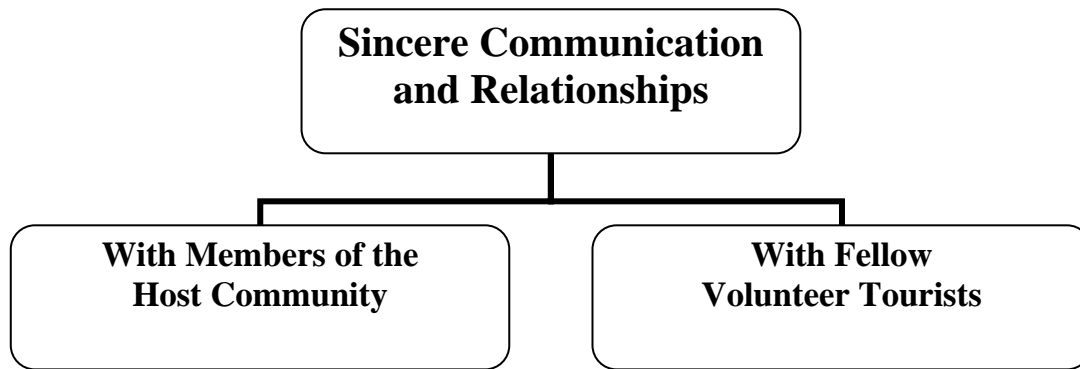 Sincere Communication
and Relationships
With Members of the
Host Community
With Fellow
Volunteer Tourists